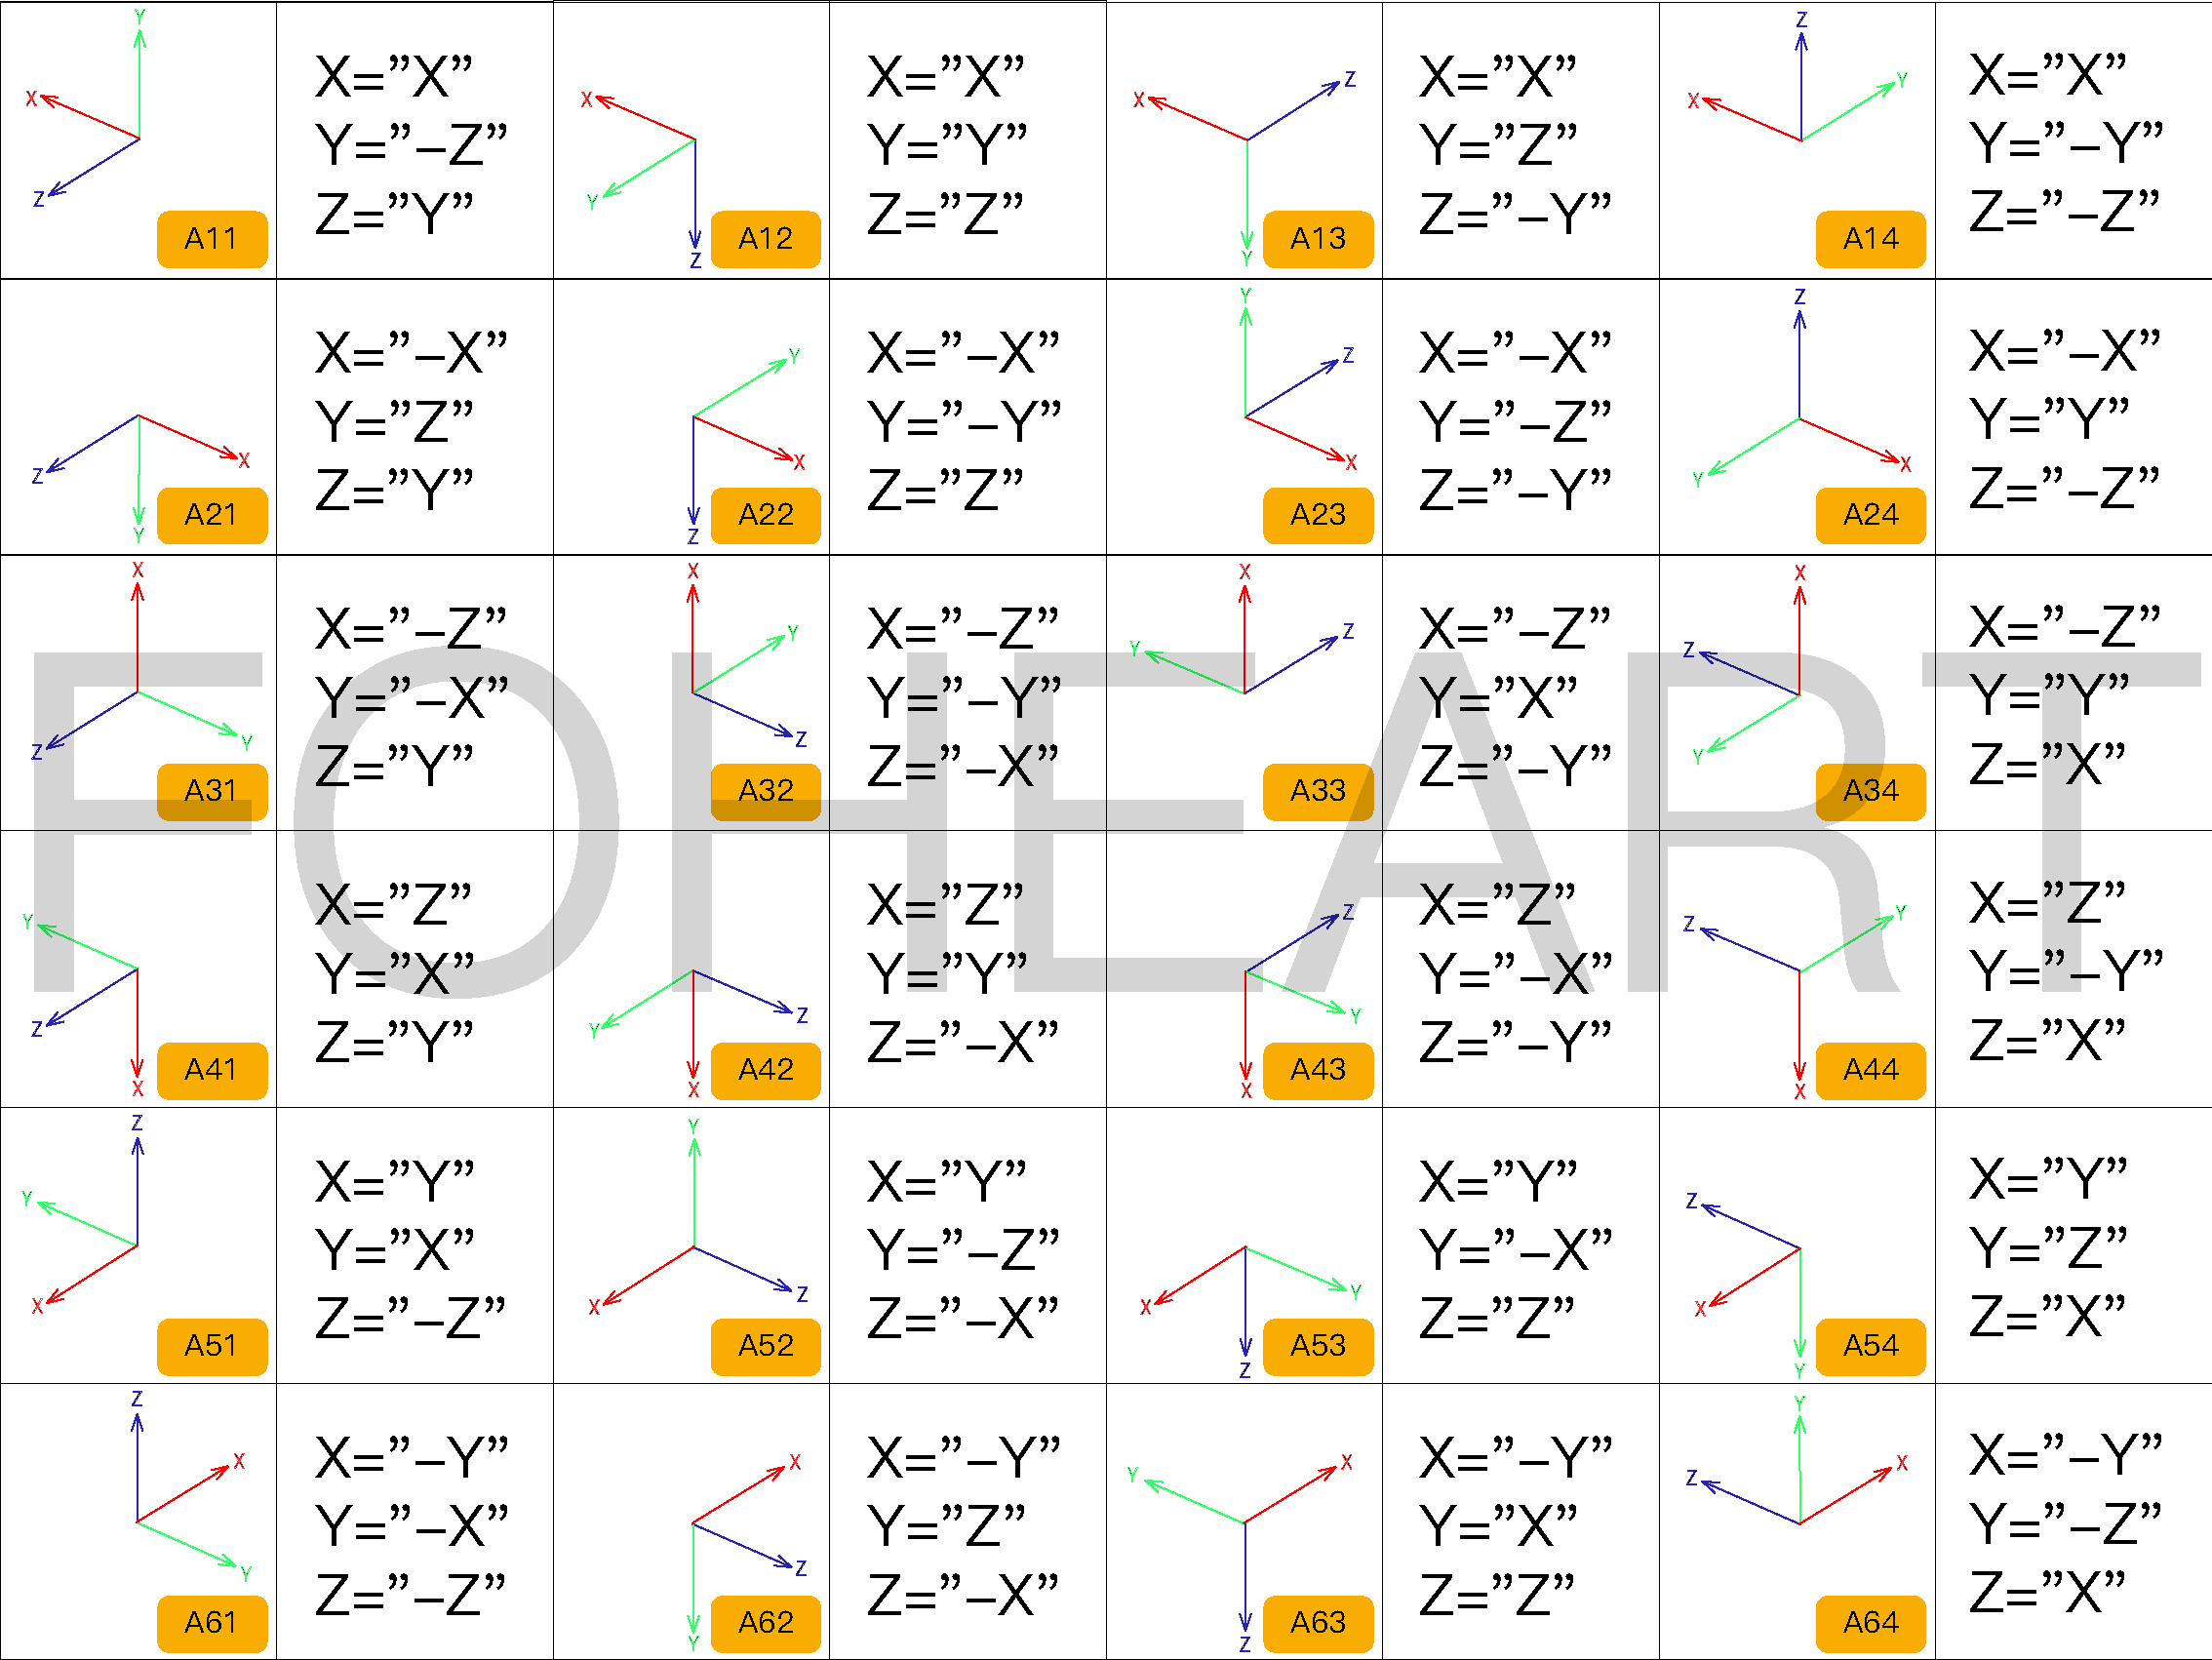 Y
X
Z
A11
X=”X”
Y=”–Z”
Z=”Y”
X
Y
Z
A12
X=”X”
Y=”Y”
Z=”Z”
X
Z
Y
A13
X=”X”
Y=”Z”
Z=”–Y”
Z
Y
X
A14
X=”X”
Y=”–Y”
Z=”–Z”
Z
X
Y
A21
X=”–X”
Y=”Z”
Z=”Y”
Y
X
Z
A22
X=”–X”
Y=”–Y”
Z=”Z”
Y
Z
X
A23
X=”–X”
Y=”–Z”
Z=”–Y”
Z
Y
X
A24
X=”–X”
Y=”Y”
Z=”–Z”
X
Z
Y
A31
X=”–Z”
Y=”–X”
Z=”Y”
X
Y
Z
A32
X=”–Z”
Y=”–Y”
Z=”–X”
X
Y
Z
A33
X=”–Z”
Y=”X”
Z=”–Y”
X
Z
Y
A34
X=”–Z”
Y=”Y”
Z=”X”
FOHEART
Y
Z
X
A41
X=”Z”
Y=”X”
Z=”Y”
Y
Z
X
A42
X=”Z”
Y=”Y”
Z=”–X”
Z
Y
X
A43
X=”Z”
Y=”–X”
Z=”–Y”
Z
Y
X
A44
X=”Z”
Y=”–Y”
Z=”X”
Z
Y
X
A51
X=”Y”
Y=”X”
Z=”–Z”
Y
X
Z
A52
X=”Y”
Y=”–Z”
Z=”–X”
X
Y
Z
A53
X=”Y”
Y=”–X”
Z=”Z”
Z
X
Y
A54
X=”Y”
Y=”Z”
Z=”X”
Z
X
Y
A61
X=”–Y”
Y=”–X”
Z=”–Z”
X
Z
Y
A62
X=”–Y”
Y=”Z”
Z=”–X”
Y
X
Z
A63
X=”–Y”
Y=”X”
Z=”Z”
Y
Z
X
A64
X=”–Y”
Y=”–Z”
Z=”X”